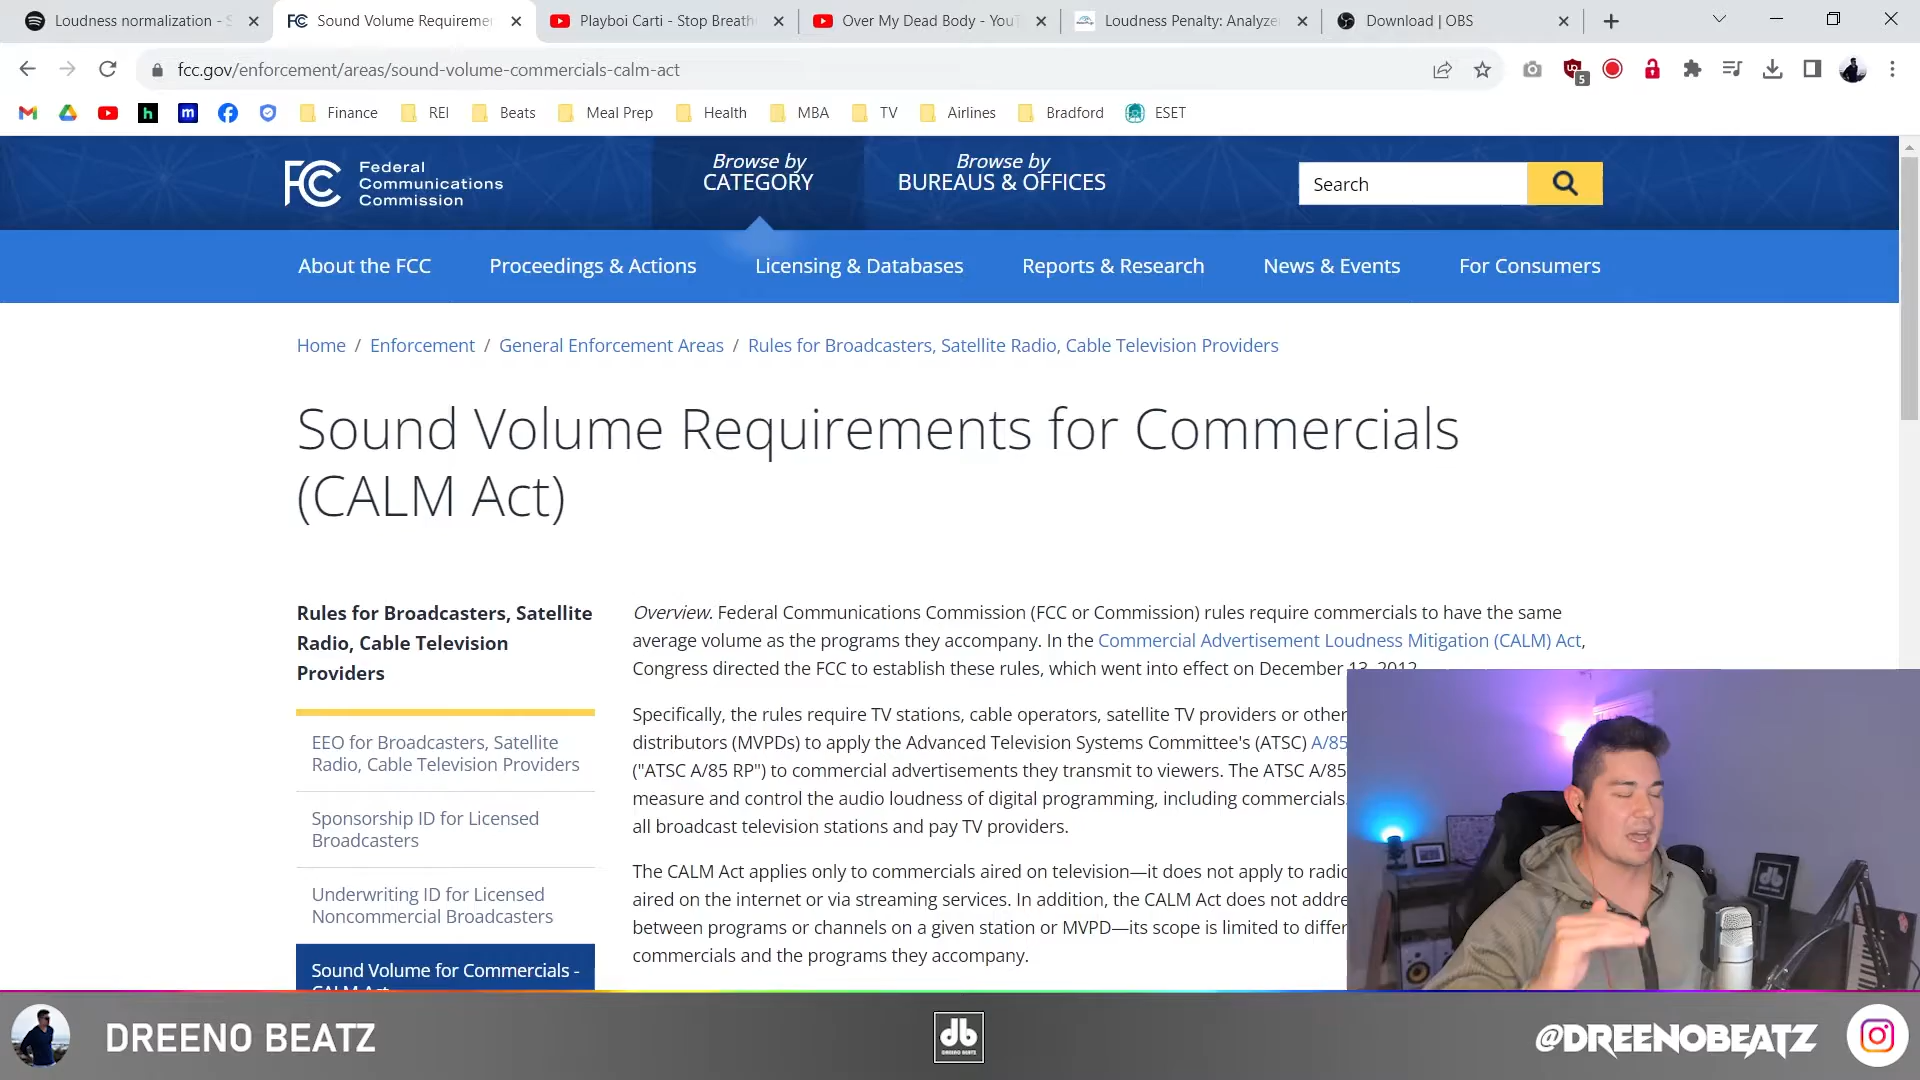 Loudness normalization - S
Sound Volume Requiremen
Playboi Carti - Stop Breath
Over My Dead Body - YouT
Loudness Penalty: Analyze
Download | OBS
fcc.gov/enforcement/areas/sound-volume-commercials-calm-act
5
Finance
REI
Beats
Meal Prep
Health
MBA
TV
Airlines
Bradford
ESET
FCC Federal
Communications
Commission
Browse by
CATEGORY
Browse by
BUREAUS & OFFICES
Search
About the FCC
Proceedings & Actions
Licensing & Databases
Reports & Research
News & Events
For Consumers
Home / Enforcement / General Enforcement Areas / Rules for Broadcasters, Satellite Radio, Cable Television Providers
Sound Volume Requirements for Commercials
(CALM Act)
Rules for Broadcasters, Satellite
Radio, Cable Television
Providers
EEO for Broadcasters, Satellite
Radio, Cable Television Providers
Sponsorship ID for Licensed
Broadcasters
Underwriting ID for Licensed
Noncommercial Broadcasters
Sound Volume for Commercials -
CALM Act
Overview. Federal Communications Commission (FCC or Commission) rules require commercials to have the same
average volume as the programs they accompany. In the Commercial Advertisement Loudness Mitigation (CALM) Act,
Congress directed the FCC to establish these rules, which went into effect on December 13, 2012.
Specifically, the rules require TV stations, cable operators, satellite TV providers or other
distributors (MVPDs) to apply the Advanced Television Systems Committee's (ATSC) A/85
("ATSC A/85 RP") to commercial advertisements they transmit to viewers. The ATSC A/85
measure and control the audio loudness of digital programming, including commercials.
all broadcast television stations and pay TV providers.
The CALM Act applies only to commercials aired on television—it does not apply to radio
aired on the internet or via streaming services. In addition, the CALM Act does not addre
between programs or channels on a given station or MVPD—its scope is limited to differ
commercials and the programs they accompany.
DREENO BEATZ
db
DREENO BEATZ
@DREENOBEATZ